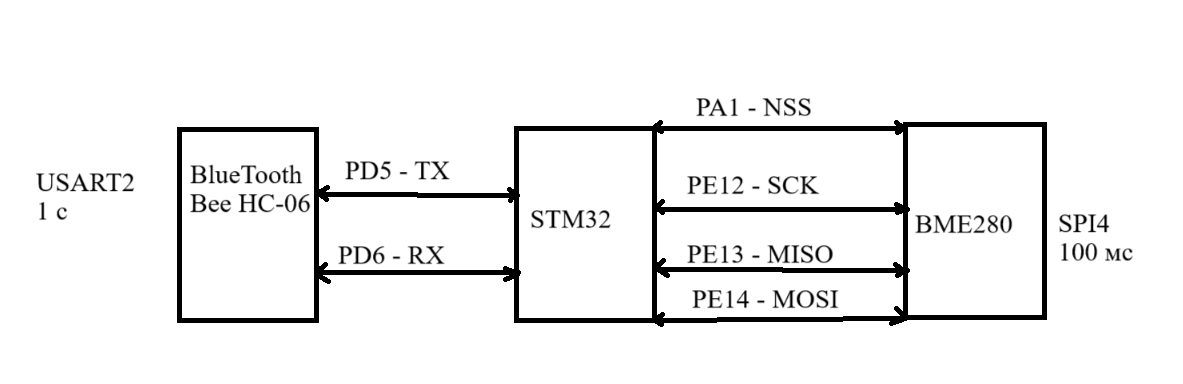 USART2
1 с
BlueTooth
Bee HC-06
PD5 - TX
PD6 - RX
STM32
PA1 - NSS
PE12 - SCK
PE13 - MISO
PE14 - MOSI
BME280
SPI4
100 мс